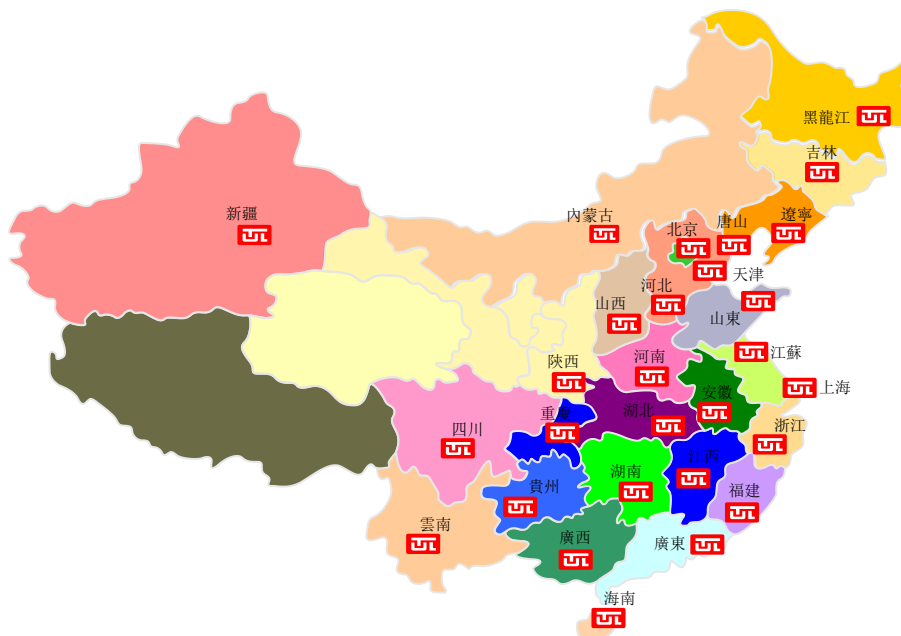 黑龍江
吉林
新疆
內蒙古
唐山
遼寧
北京
天津
河北
山西
山東
江蘇
河南
陝西
上海
安徽
湖北
重慶
浙江
四川
江西
湖南
貴州
福建
雲南
廣西
廣東
海南